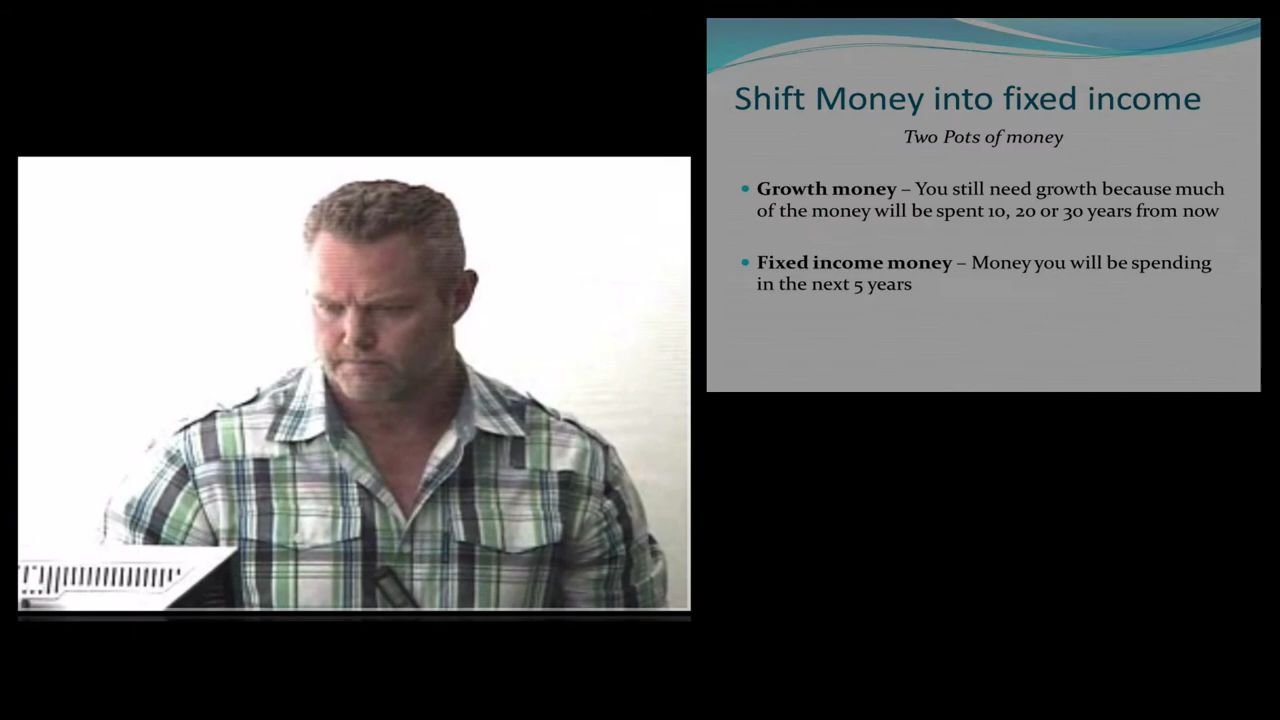 Shift Money into fixed income
Two Pots of money
• Growth money – You still need growth because much
of the money will be spent 10, 20 or 30 years from now
• Fixed income money – Money you will be spending
in the next 5 years